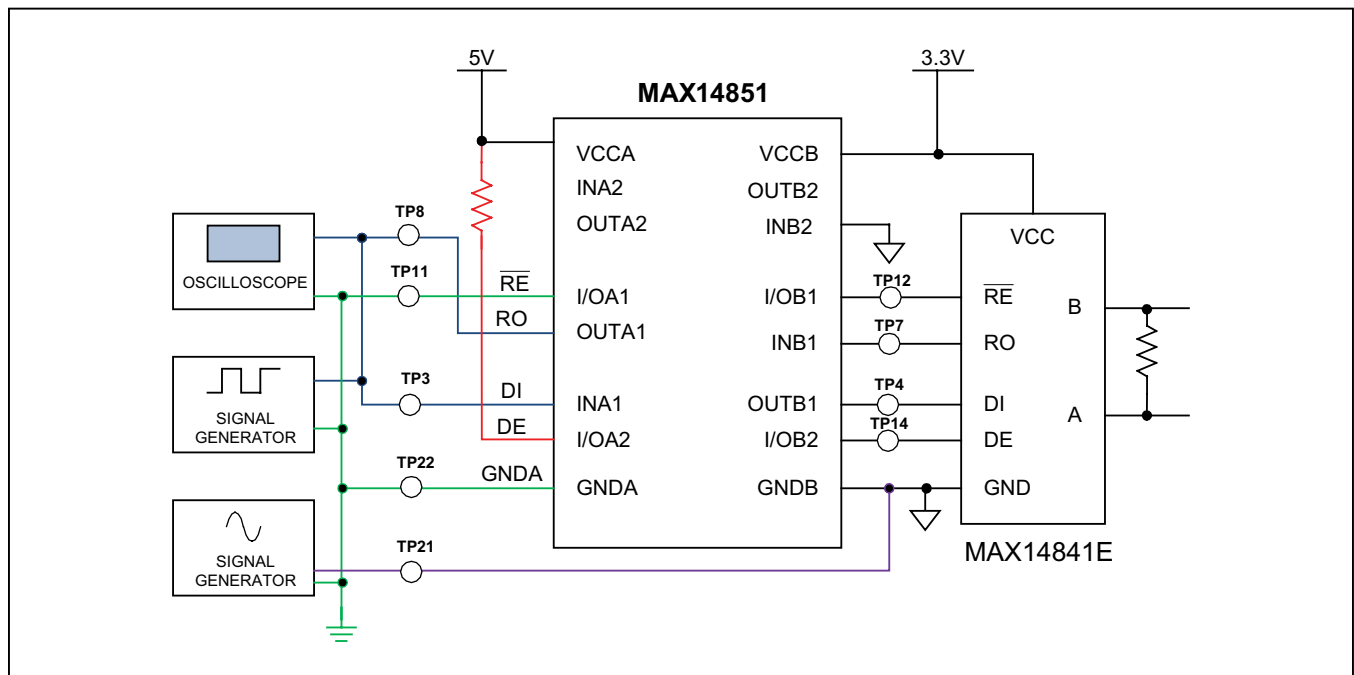 5V
3.3V
MAX14851
VCCA
VCCB
INA2
OUTB2
OUTA2
INB2
TP8
OSCILLOSCOPE
TP11
RE
I/OA1
I/OB1
TP12
RE
VCC
B
RO
OUTA1
INB1
TP7
RO
SIGNAL
GENERATOR
TP3
DI
INA1
OUTB1
TP4
DI
A
DE
I/OA2
I/OB2
TP14
DE
TP22
GNDA
GNDA
GNDB
GND
SIGNAL
GENERATOR
TP21
MAX14841E